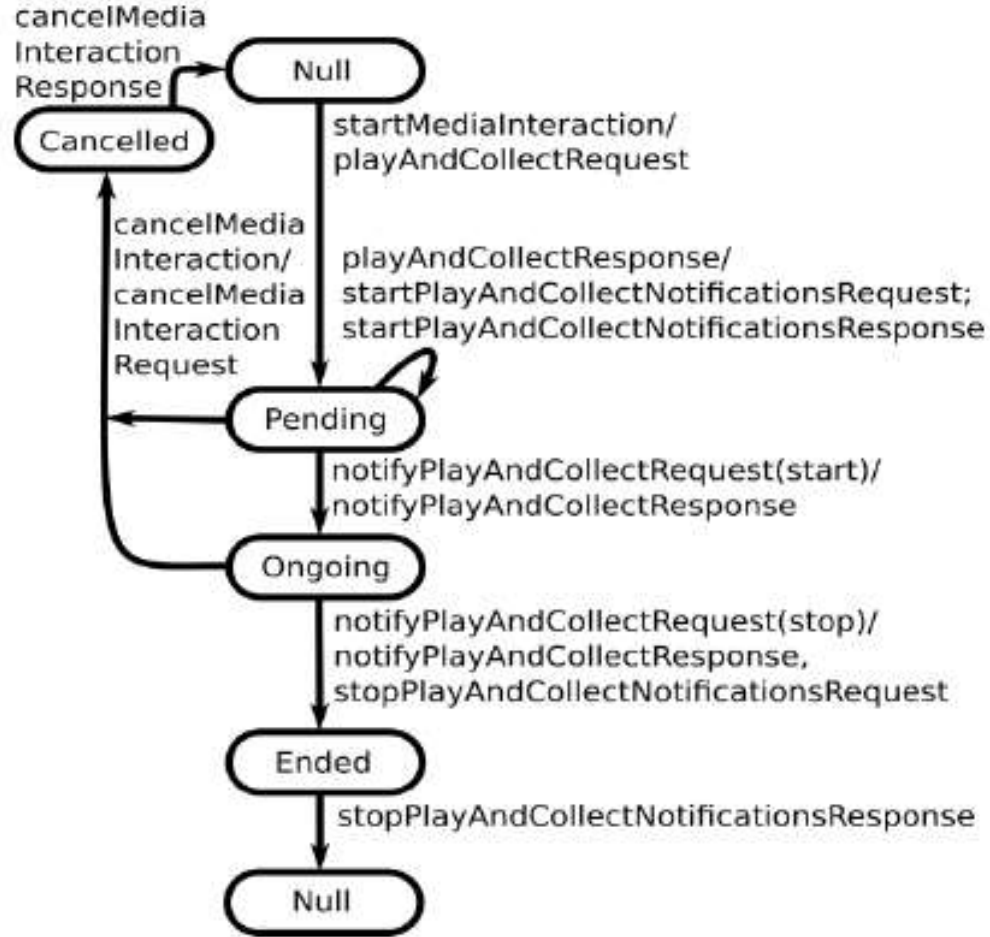 cancelMedia
Interaction
Response
Null
Cancelled
startMediaInteraction/
playAndCollectRequest
cancelMedia
Interaction/
cancelMedia
Interaction
Request
playAndCollectResponse/
startPlayAndCollectNotificationsRequest;
startPlayAndCollectNotificationsResponse
Pending
notifyPlayAndCollectRequest(start)/
notifyPlayAndCollectResponse
Ongoing
notifyPlayAndCollectRequest(stop)/
notifyPlayAndCollectResponse,
stopPlayAndCollectNotificationsRequest
Ended
stopPlayAndCollectNotificationsResponse
Null